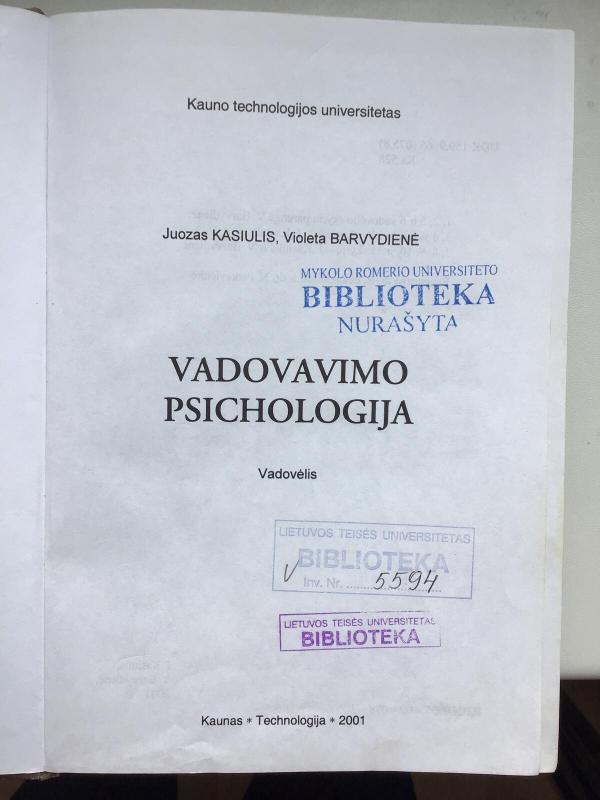 Kauno technologijos universitetas
Juozas KASIULIS, Violeta BARVYDIENĖ
MYKOLO ROMERIO UNIVERSITETO
BIBLIOTEKA
NURAŠYTA
VADOVAVIMO
PSICHOLOGIJA
Vadovėlis
LIETUVOS TEISĖS UNIVERSITETAS
BIBLIOTEKA
Inv. Nr. 5594
LIETUVOS TEISĖS UNIVERSITETAS
BIBLIOTEKA
Kaunas * Technologija * 2001